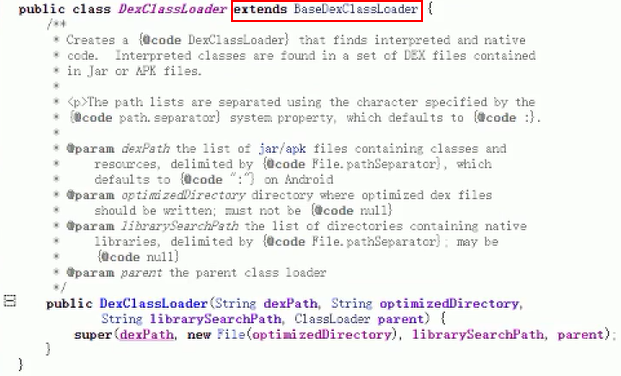 public class DexClassLoader extends BaseDexClassLoader {
/**
* Creates a {@code DexClassLoader} that finds interpreted and native
* code.  Interpreted classes are found in a set of DEX files contained
* in Jar or APK files.
*
* <p>The path lists are separated using the character specified by the
* {@code path.separator} system property, which defaults to {@code :}.
*
* @param dexPath the list of jar/apk files containing classes and
*     resources, delimited by {@code File.pathSeparator}, which
*     defaults to {@code ":"} on Android
* @param optimizedDirectory directory where optimized dex files
*     should be written; must not be {@code null}
* @param librarySearchPath the list of directories containing native
*     libraries, delimited by {@code File.pathSeparator}; may be
*     {@code null}
* @param parent the parent class loader
*/
public DexClassLoader(String dexPath, String optimizedDirectory,
String librarySearchPath, ClassLoader parent) {
super(dexPath, new File(optimizedDirectory), librarySearchPath, parent);
}
}